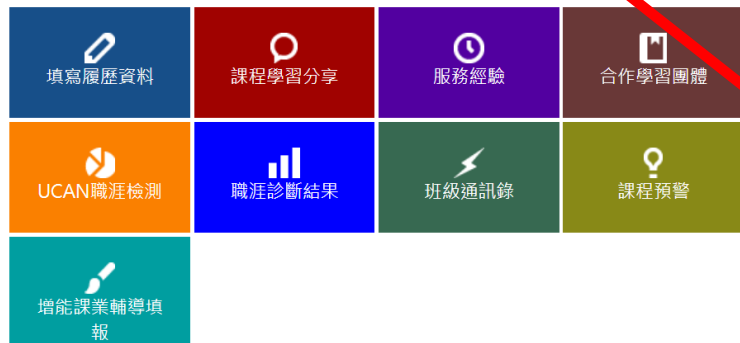 填寫履歷資料
課程學習分享
服務經驗
合作學習團體
UCAN職涯檢測
職涯診斷結果
班級通訊錄
課程預警
增能課業輔導填
報